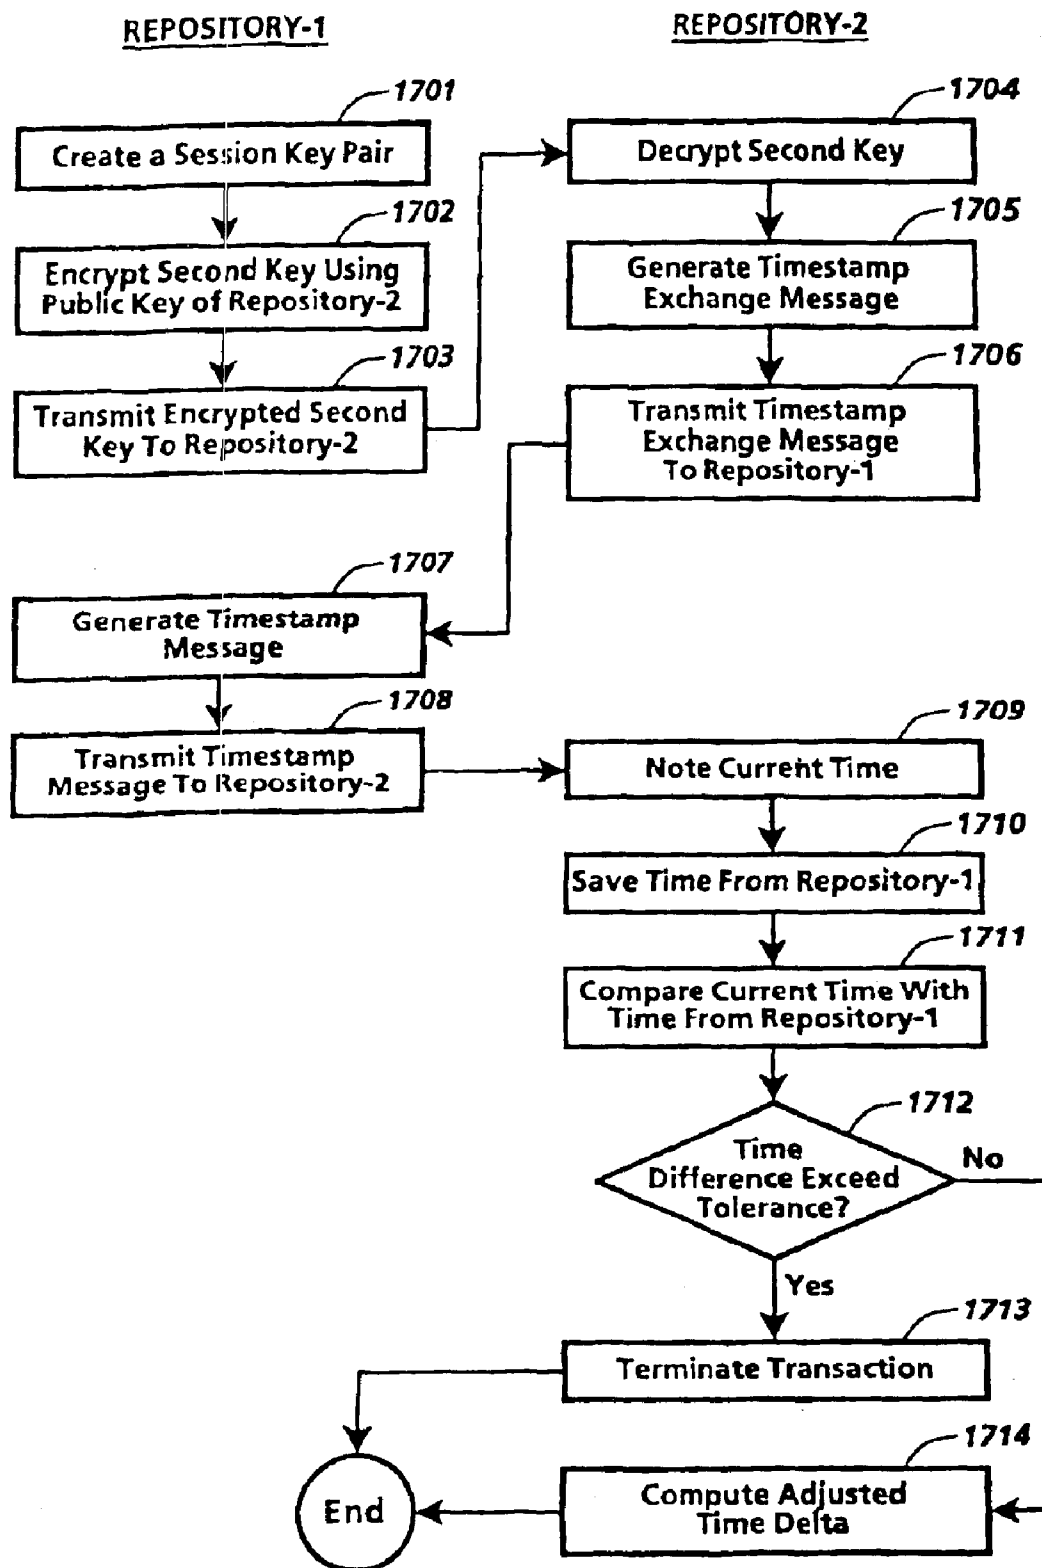 REPOSITORY-1
REPOSITORY-2
1701
Create a Session Key Pair
1702
Encrypt Second Key Using
Public Key of Repository-2
1703
Transmit Encrypted Second
Key To Repository-2
1704
Decrypt Second Key
1705
Generate Timestamp
Exchange Message
1706
Transmit Timestamp
Exchange Message
To Repository-1
1707
Generate Timestamp
Message
1708
Transmit Timestamp
Message To Repository-2
1709
Note Current Time
1710
Save Time From Repository-1
1711
Compare Current Time With
Time From Repository-1
1712
Time
Difference Exceed
Tolerance?
No
Yes
1713
Terminate Transaction
1714
Compute Adjusted
Time Delta
End